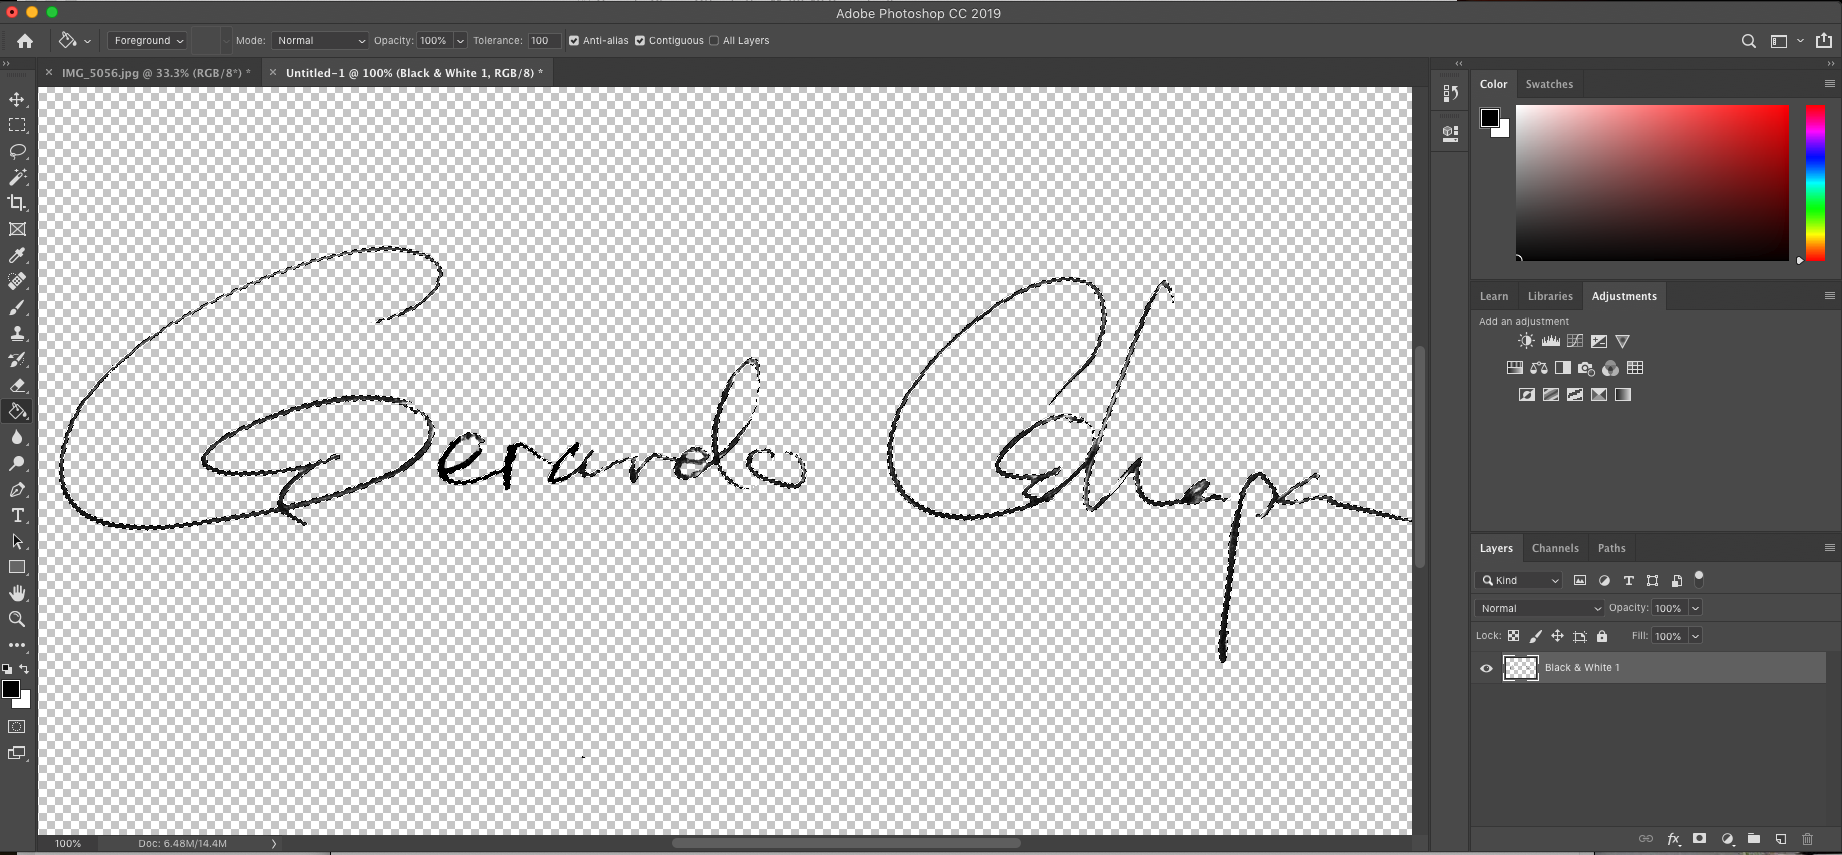 Adobe Photoshop CC 2019
Foreground Mode: Normal Opacity: 100% Tolerance: 100 Anti-alias Contiguous All Layers
IMG_5056.jpg @ 33.3% (RGB/8*) * Untitled-1 @ 100% (Black & White 1, RGB/8) *
Color Swatches
Learn Libraries Adjustments
Add an adjustment
Layers Channels Paths
Kind
Normal Opacity: 100%
Lock: Fill: 100%
Black & White 1
100% Doc: 6.48M/14.4M